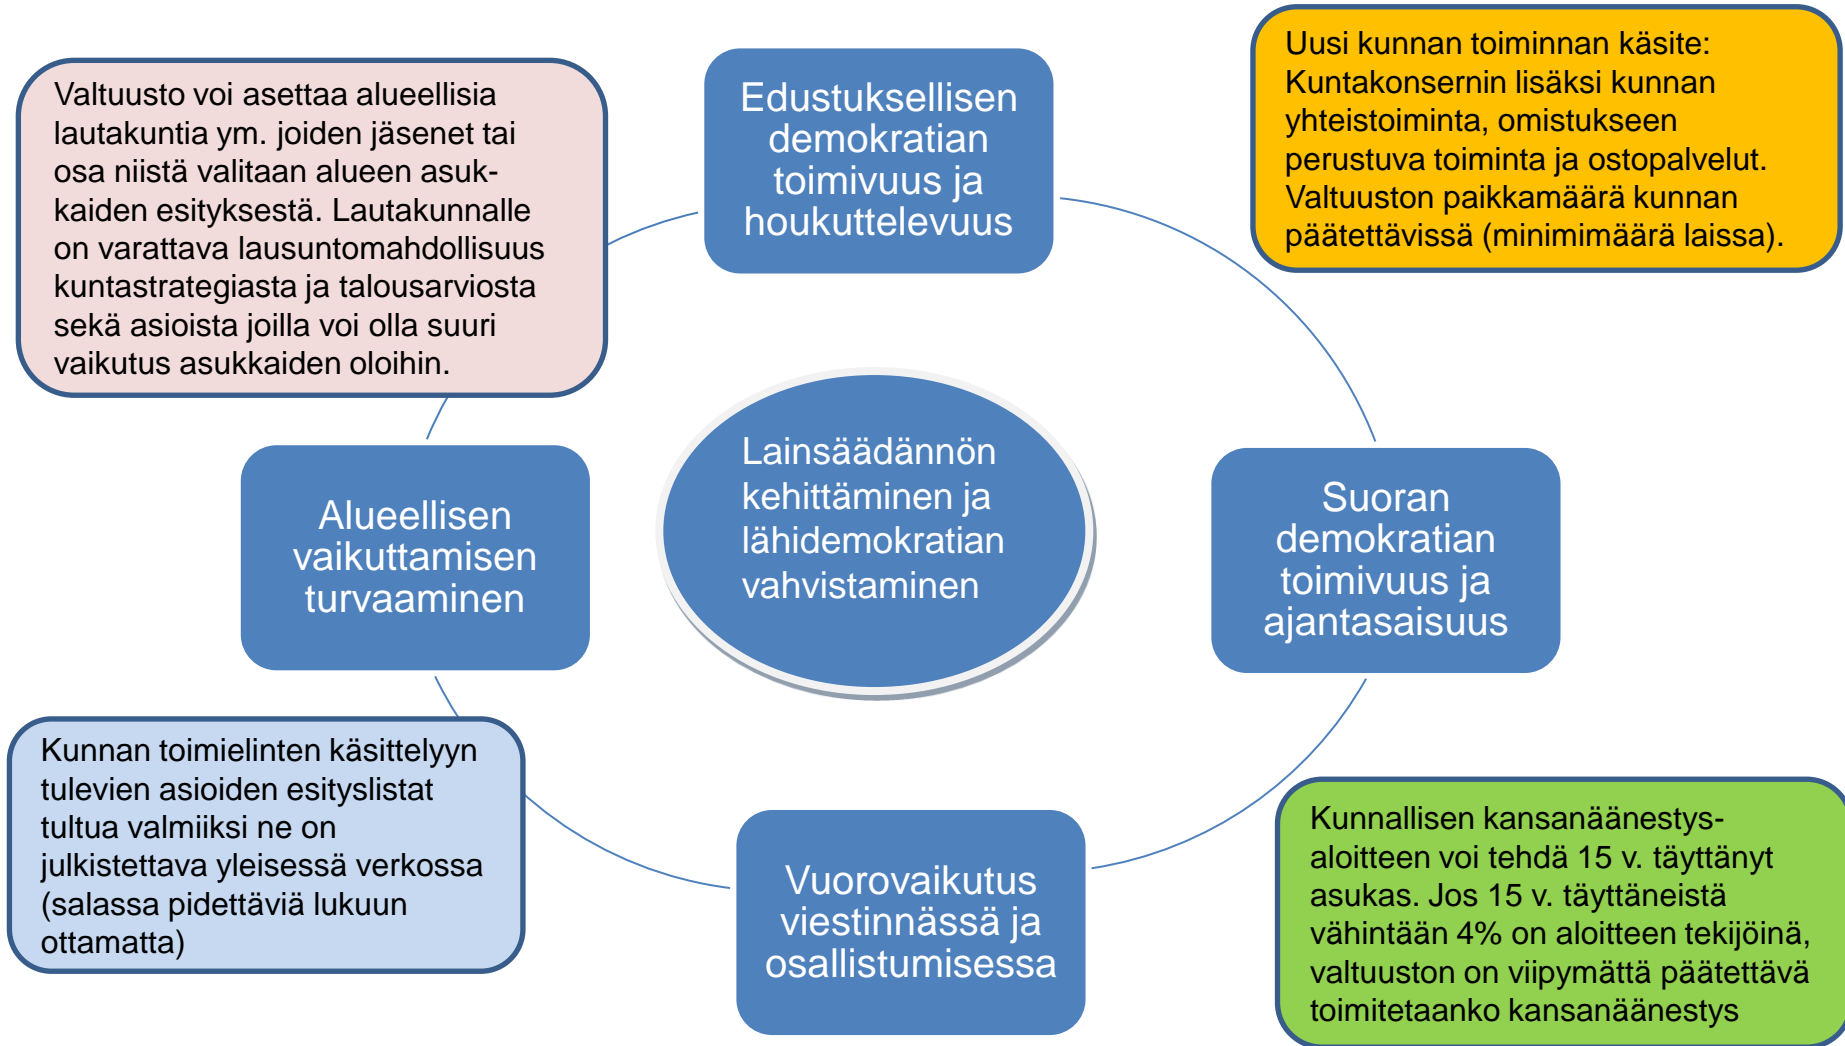 Valtuusto voi asettaa alueellisia
lautakuntia ym. joiden jäsenet tai
osa niistä valitaan alueen asuk-
kaiden esityksestä. Lautakunnalle
on varattava lausuntomahdollisuus
kuntastrategiasta ja talousarviosta
sekä asioista joilla voi olla suuri
vaikutus asukkaiden oloihin.
Edustuksellisen
demokratian
toimivuus ja
houkuttelevuus
Uusi kunnan toiminnan käsite:
Kuntakonsernin lisäksi kunnan
yhteistoiminta, omistukseen
perustuva toiminta ja ostopalvelut.
Valtuuston paikkamäärä kunnan
päätettävissä (minimimäärä laissa).
Alueellisen
vaikuttamisen
turvaaminen
Lainsäädännön
kehittäminen ja
lähidemokratian
vahvistaminen
Suoran
demokratian
toimivuus ja
ajantasaisuus
Kunnan toimielinten käsittelyyn
tulevien asioiden esityslistat
tultua valmiiksi ne on
julkistettava yleisessä verkossa
(salassa pidettäviä lukuun
ottamatta)
Vuorovaikutus
viestinnässä ja
osallistumisessa
Kunnallisen kansanäänestys-
aloitteen voi tehdä 15 v. täyttänyt
asukas. Jos 15 v. täyttäneistä
vähintään 4% on aloitteen tekijöinä,
valtuuston on viipymättä päätettävä
toimitetaanko kansanäänestys